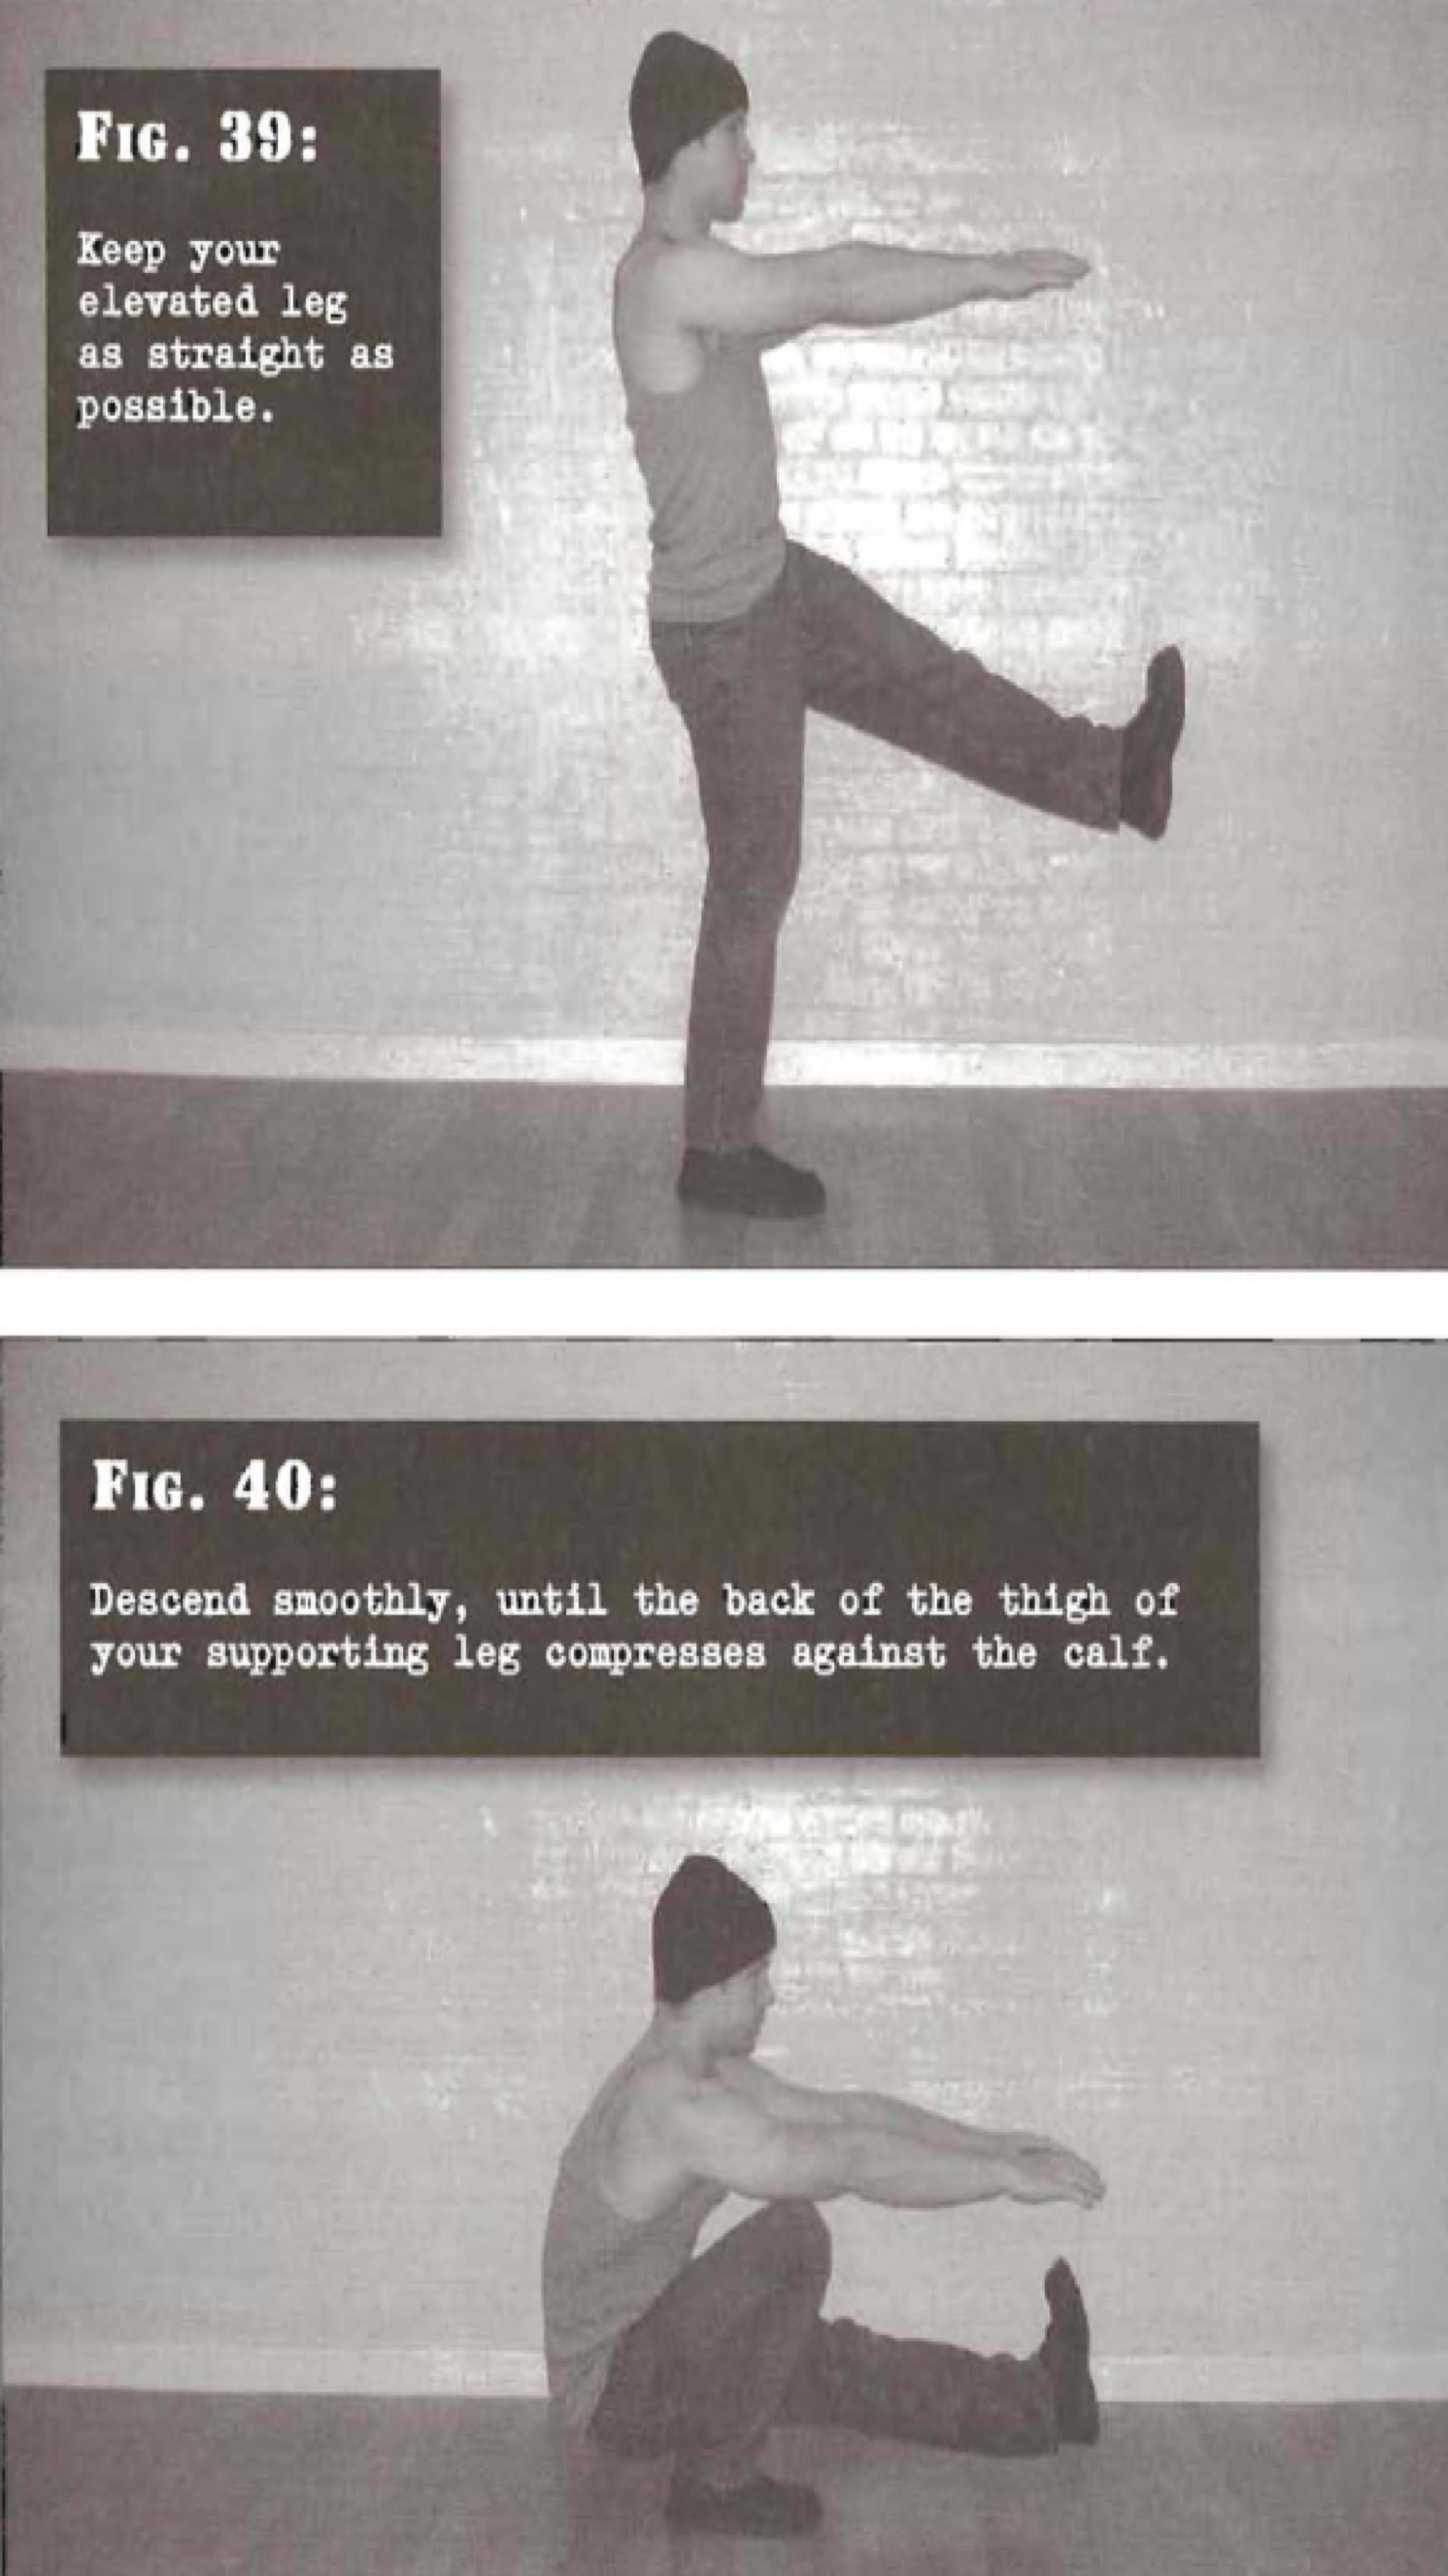 FIG. 39:
Keep your
elevated leg
as straight as
possible.
FIG. 40:
Descend smoothly, until the back of the thigh of
your supporting leg compresses against the calf.